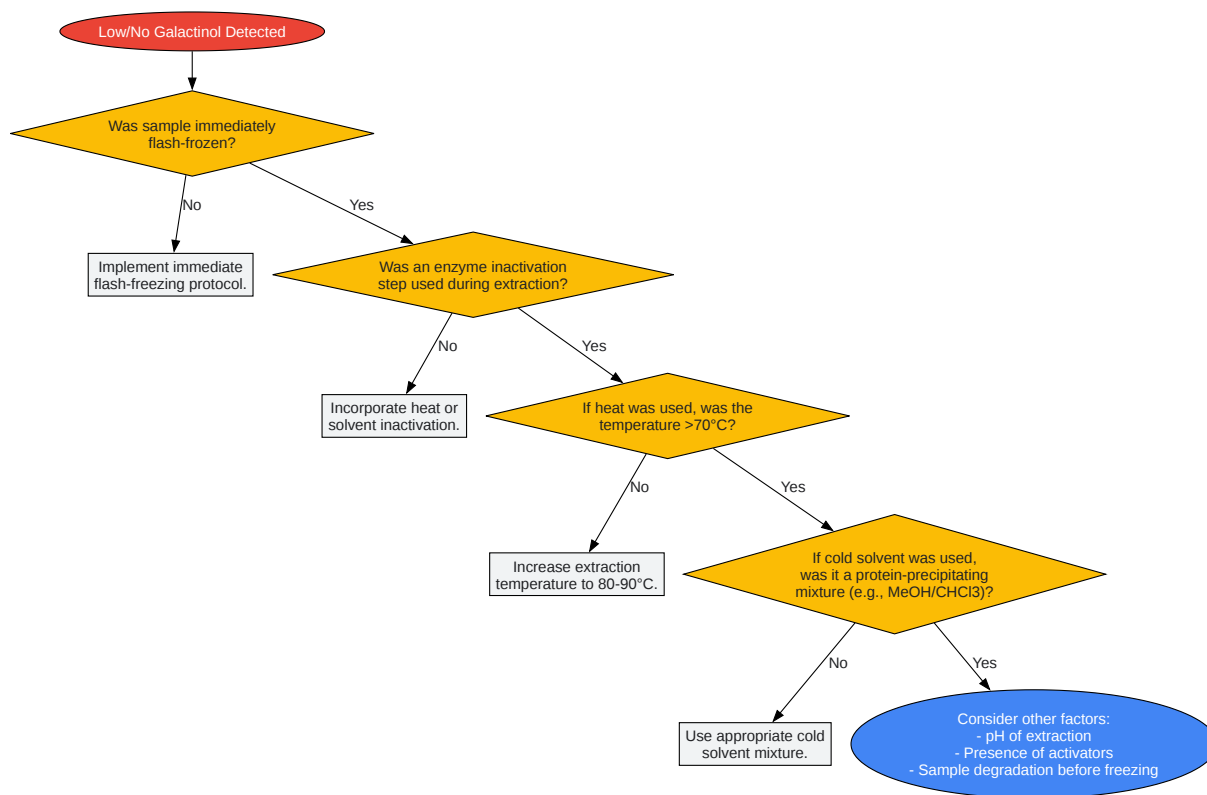 Low/No Galactinol Detected
Was sample immediately
flash-frozen?
No
Yes
Implement immediate
flash-freezing protocol.
Was an enzyme inactivation
step used during extraction?
No
Yes
Incorporate heat or
solvent inactivation.
If heat was used, was the
temperature >70°C?
No
Yes
Increase extraction
temperature to 80-90°C.
If cold solvent was used,
was it a protein-precipitating
mixture (e.g., MeOH/CHCl3)?
No
Yes
Use appropriate cold
solvent mixture.
Consider other factors:
- pH of extraction
- Presence of activators
- Sample degradation before freezing